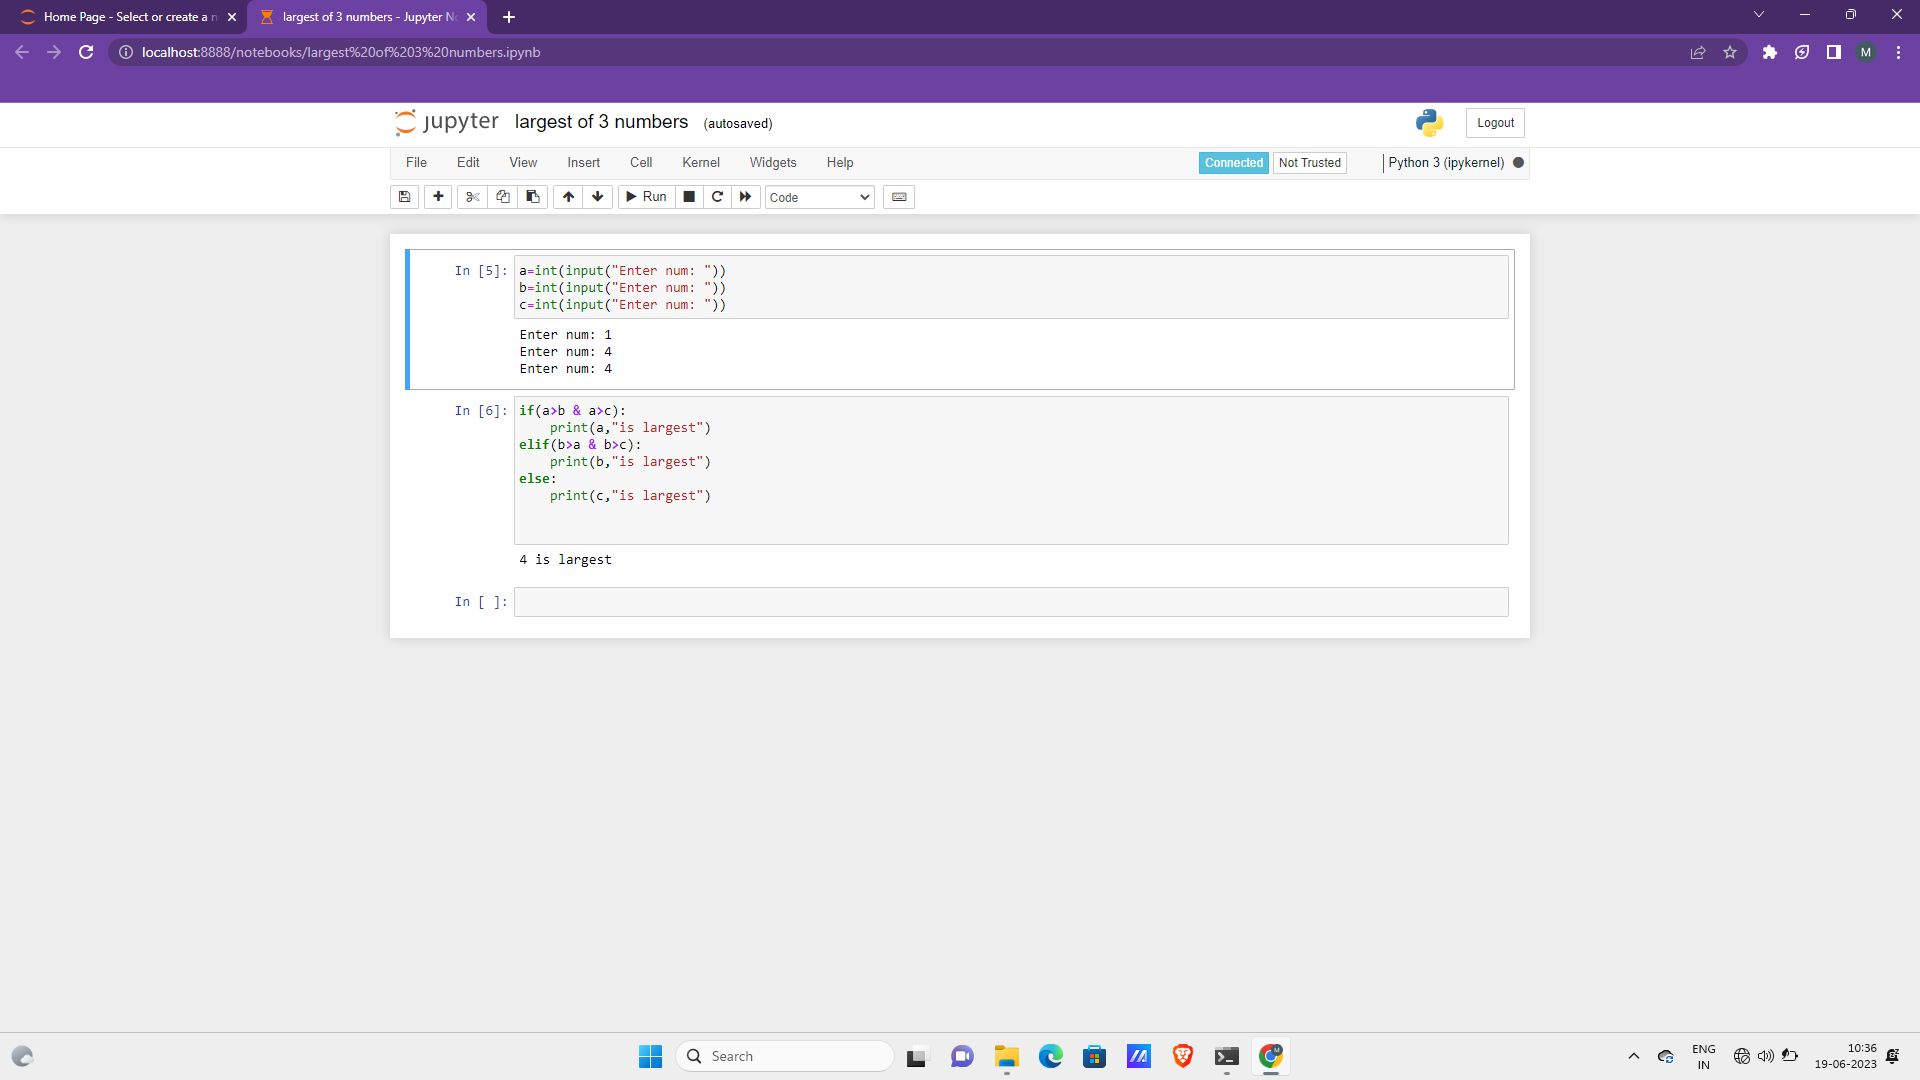 Home Page - Select or create a n
largest of 3 numbers - Jupyter No
localhost:8888/notebooks/largest%20of%203%20numbers.ipynb
M
jupyter largest of 3 numbers (autosaved)
Logout
File Edit View Insert Cell Kernel Widgets Help
Connected Not Trusted Python 3 (ipykernel)
Run Code
In [5]: a=int(input("Enter num: "))
b=int(input("Enter num: "))
c=int(input("Enter num: "))
Enter num: 1
Enter num: 4
Enter num: 4
In [6]: if(a>b & a>c):
    print(a,"is largest")
elif(b>a & b>c):
    print(b,"is largest")
else:
    print(c,"is largest")
4 is largest
In [ ]:
Search
ENG
IN
10:36
19-06-2023